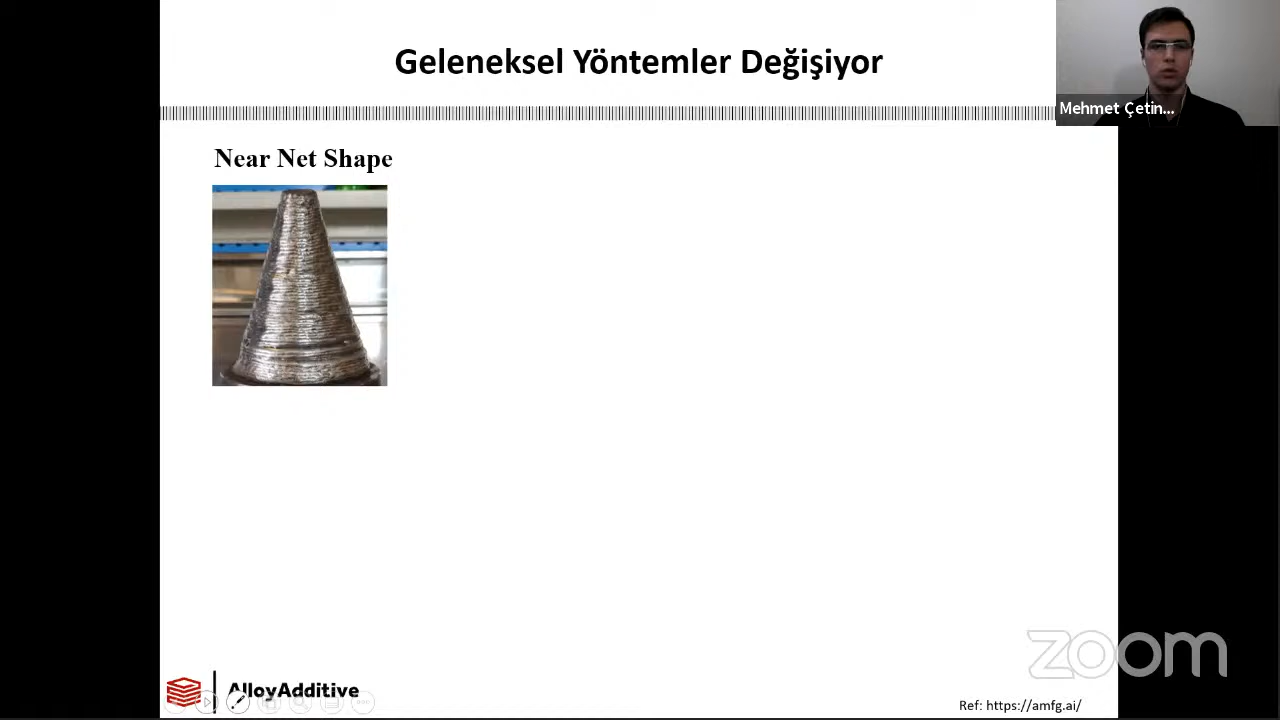 Geleneksel Yöntemler Değişiyor
Mehmet Çetin...
Near Net Shape
zoom
AlloyAdditive
Ref: https://amfg.ai/